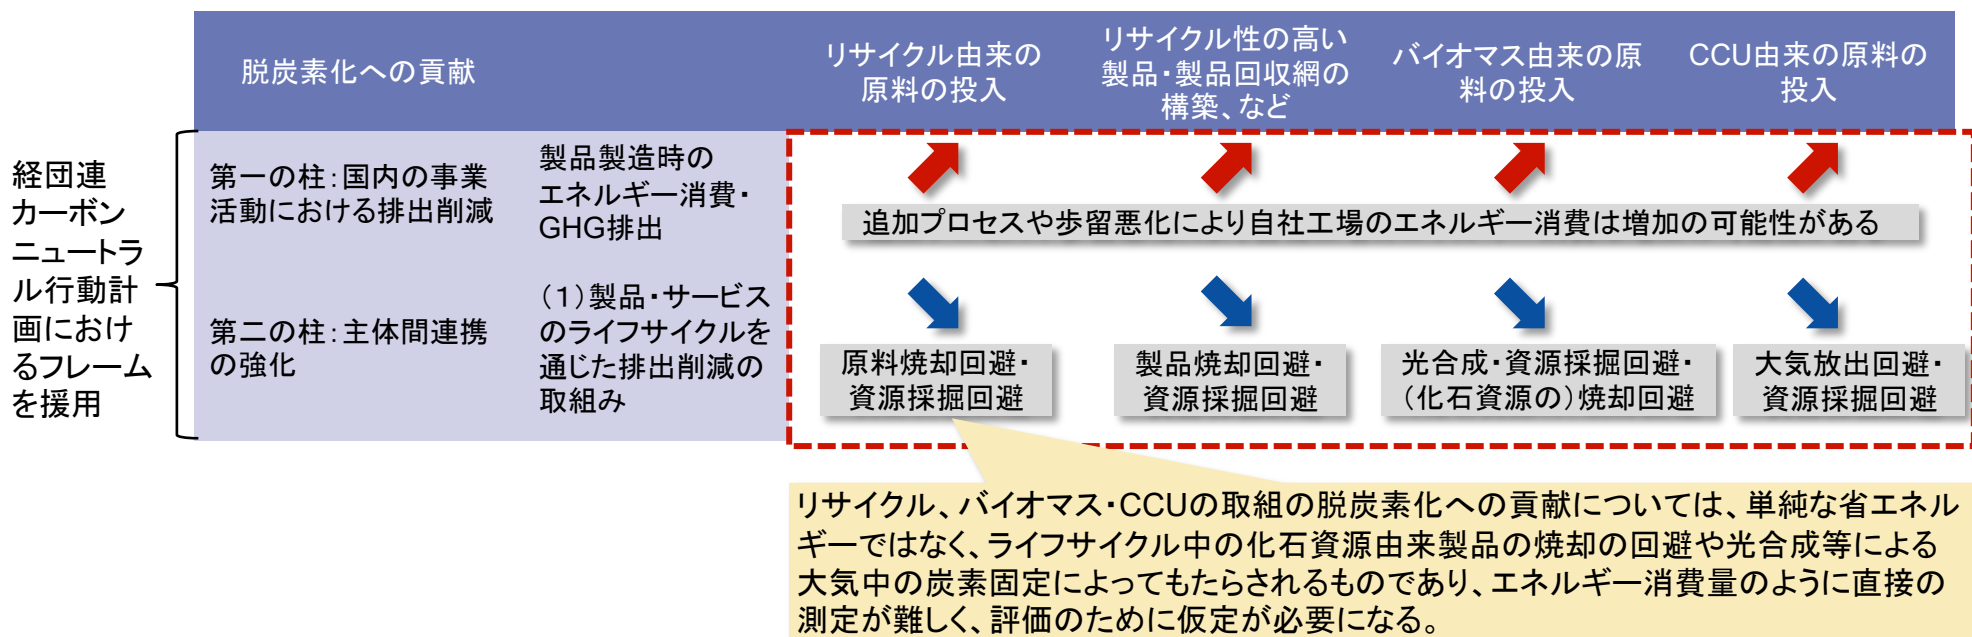 脱炭素化への貢献
リサイクル由来の
原料の投入
リサイクル性の高い
製品・製品回収網の
構築、など
バイオマス由来の原
料の投入
CCU由来の原料の
投入
経団連
カーボン
ニュートラ
ル行動計
画におけ
るフレーム
を援用
第一の柱：国内の事業
活動における排出削減
製品製造時の
エネルギー消費・
GHG排出
追加プロセスや歩留悪化により自社工場のエネルギー消費は増加の可能性がある
第二の柱：主体間連携
の強化
（１）製品・サービス
のライフサイクルを
通じた排出削減の
取組み
原料焼却回避・
資源採掘回避
製品焼却回避・
資源採掘回避
光合成・資源採掘回避・
（化石資源の）焼却回避
大気放出回避・
資源採掘回避
リサイクル、バイオマス・CCUの取組の脱炭素化への貢献については、単純な省エネル
ギーではなく、ライフサイクル中の化石資源由来製品の焼却の回避や光合成等による
大気中の炭素固定によってもたらされるものであり、エネルギー消費量のように直接の
測定が難しく、評価のために仮定が必要になる。